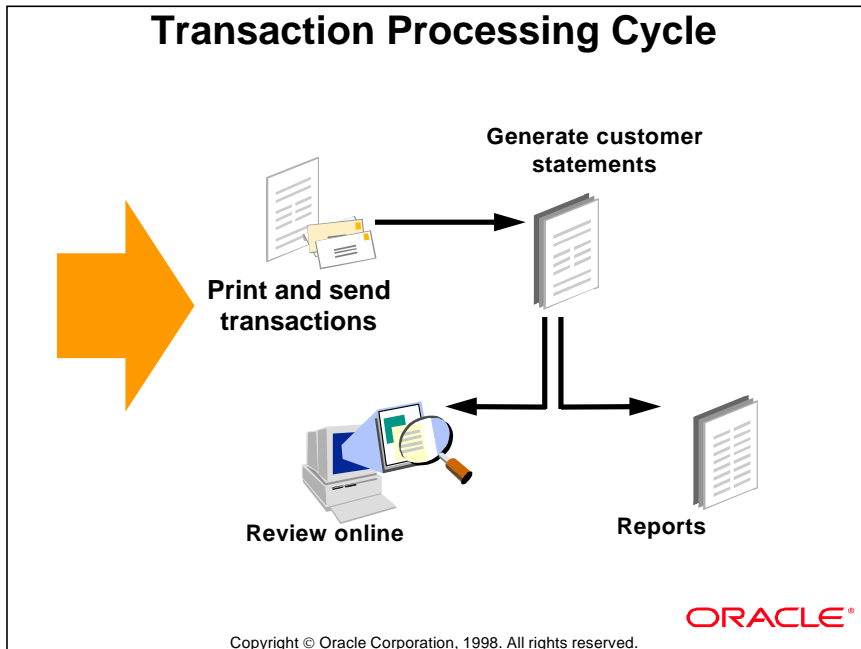 Transaction Processing Cycle
Generate customer
statements
Print and send
transactions
Review online
Reports
ORACLE®
Copyright © Oracle Corporation, 1998. All rights reserved.